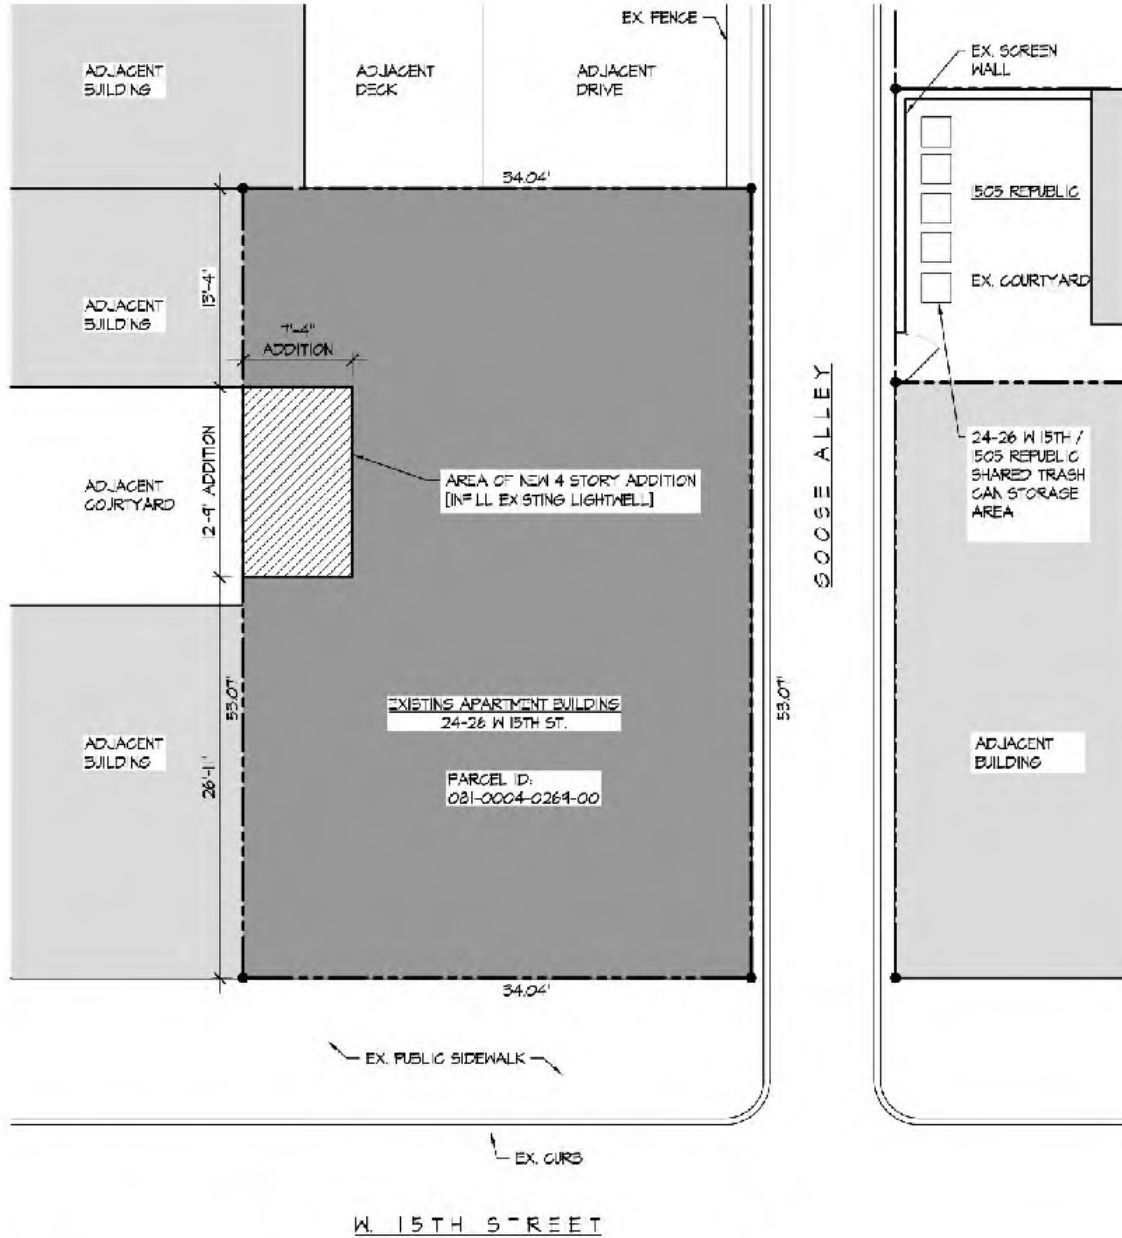 EX. FENCE
EX. SCREEN
WALL
ADJACENT
BUILDING
ADJACENT
DECK
ADJACENT
DRIVE
34.04'
1505 REPUBLIC
EX. COURTYARD
13'-4"
ADJACENT
BUILDING
7'-4"
ADDITION
GOOSE ALLEY
12'-9" ADDITION
ADJACENT
COURTYARD
AREA OF NEW 4 STORY ADDITION
[INFILL EXISTING LIGHTWELL]
24-26 W 15TH /
1505 REPUBLIC
SHARED TRASH
CAN STORAGE
AREA
53.07'
53.07'
EXISTING APARTMENT BUILDING
24-26 W 15TH ST.
ADJACENT
BUILDING
26'-11"
ADJACENT
BUILDING
PARCEL ID:
081-0004-0269-00
34.04'
EX. PUBLIC SIDEWALK
EX. CURB
W. 15TH STREET